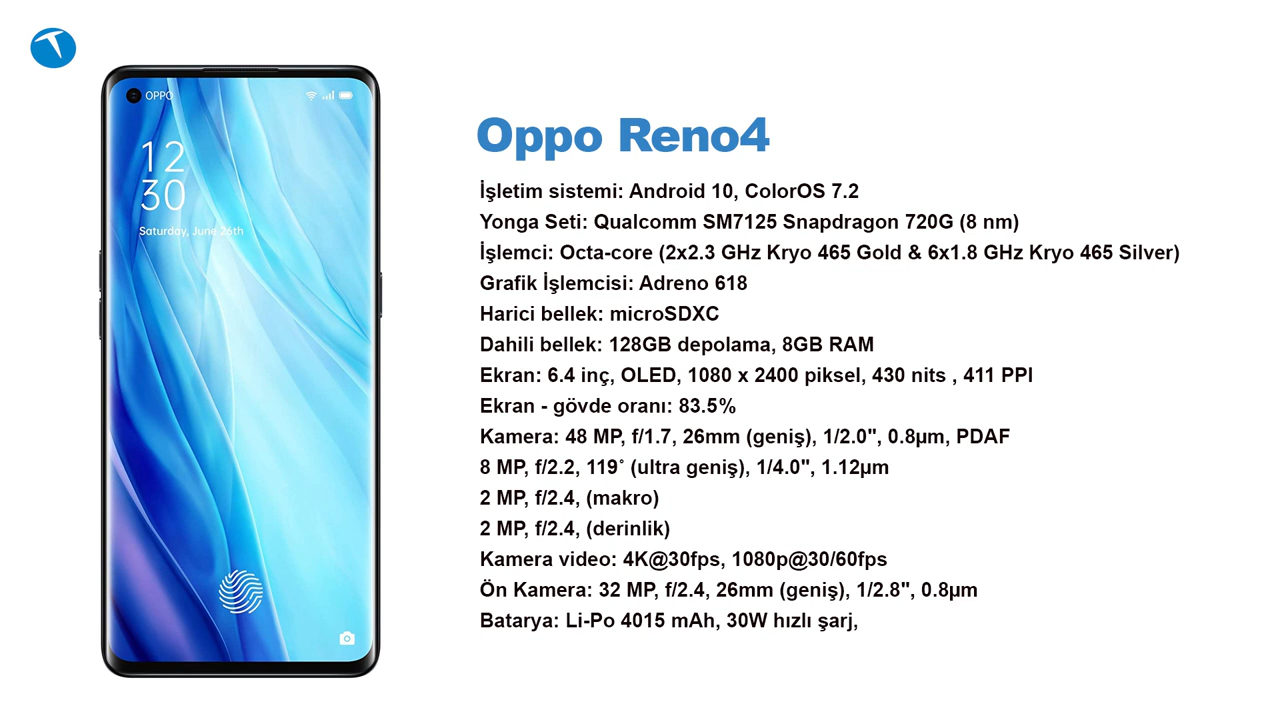 OPPO
12
30
Saturday, June 26th
Oppo Reno4
İşletim sistemi: Android 10, ColorOS 7.2
Yonga Seti: Qualcomm SM7125 Snapdragon 720G (8 nm)
İşlemci: Octa-core (2x2.3 GHz Kryo 465 Gold & 6x1.8 GHz Kryo 465 Silver)
Grafik İşlemcisi: Adreno 618
Harici bellek: microSDXC
Dahili bellek: 128GB depolama, 8GB RAM
Ekran: 6.4 inç, OLED, 1080 x 2400 piksel, 430 nits , 411 PPI
Ekran - gövde oranı: 83.5%
Kamera: 48 MP, f/1.7, 26mm (geniş), 1/2.0", 0.8µm, PDAF
8 MP, f/2.2, 119˚ (ultra geniş), 1/4.0", 1.12µm
2 MP, f/2.4, (makro)
2 MP, f/2.4, (derinlik)
Kamera video: 4K@30fps, 1080p@30/60fps
Ön Kamera: 32 MP, f/2.4, 26mm (geniş), 1/2.8", 0.8µm
Batarya: Li-Po 4015 mAh, 30W hızlı şarj,